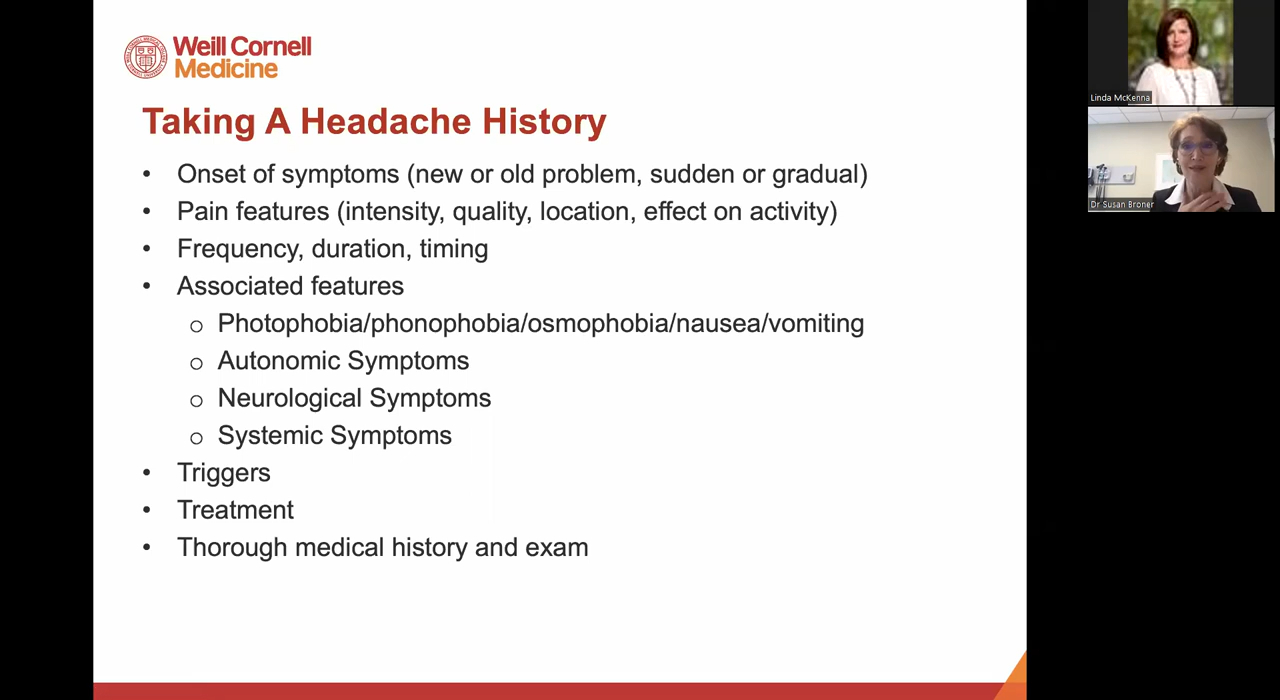 Weill Cornell
Medicine
Taking A Headache History
• Onset of symptoms (new or old problem, sudden or gradual)
• Pain features (intensity, quality, location, effect on activity)
• Frequency, duration, timing
• Associated features
o Photophobia/phonophobia/osmophobia/nausea/vomiting
o Autonomic Symptoms
o Neurological Symptoms
o Systemic Symptoms
• Triggers
• Treatment
• Thorough medical history and exam
Linda McKenna
Dr Susan Broner